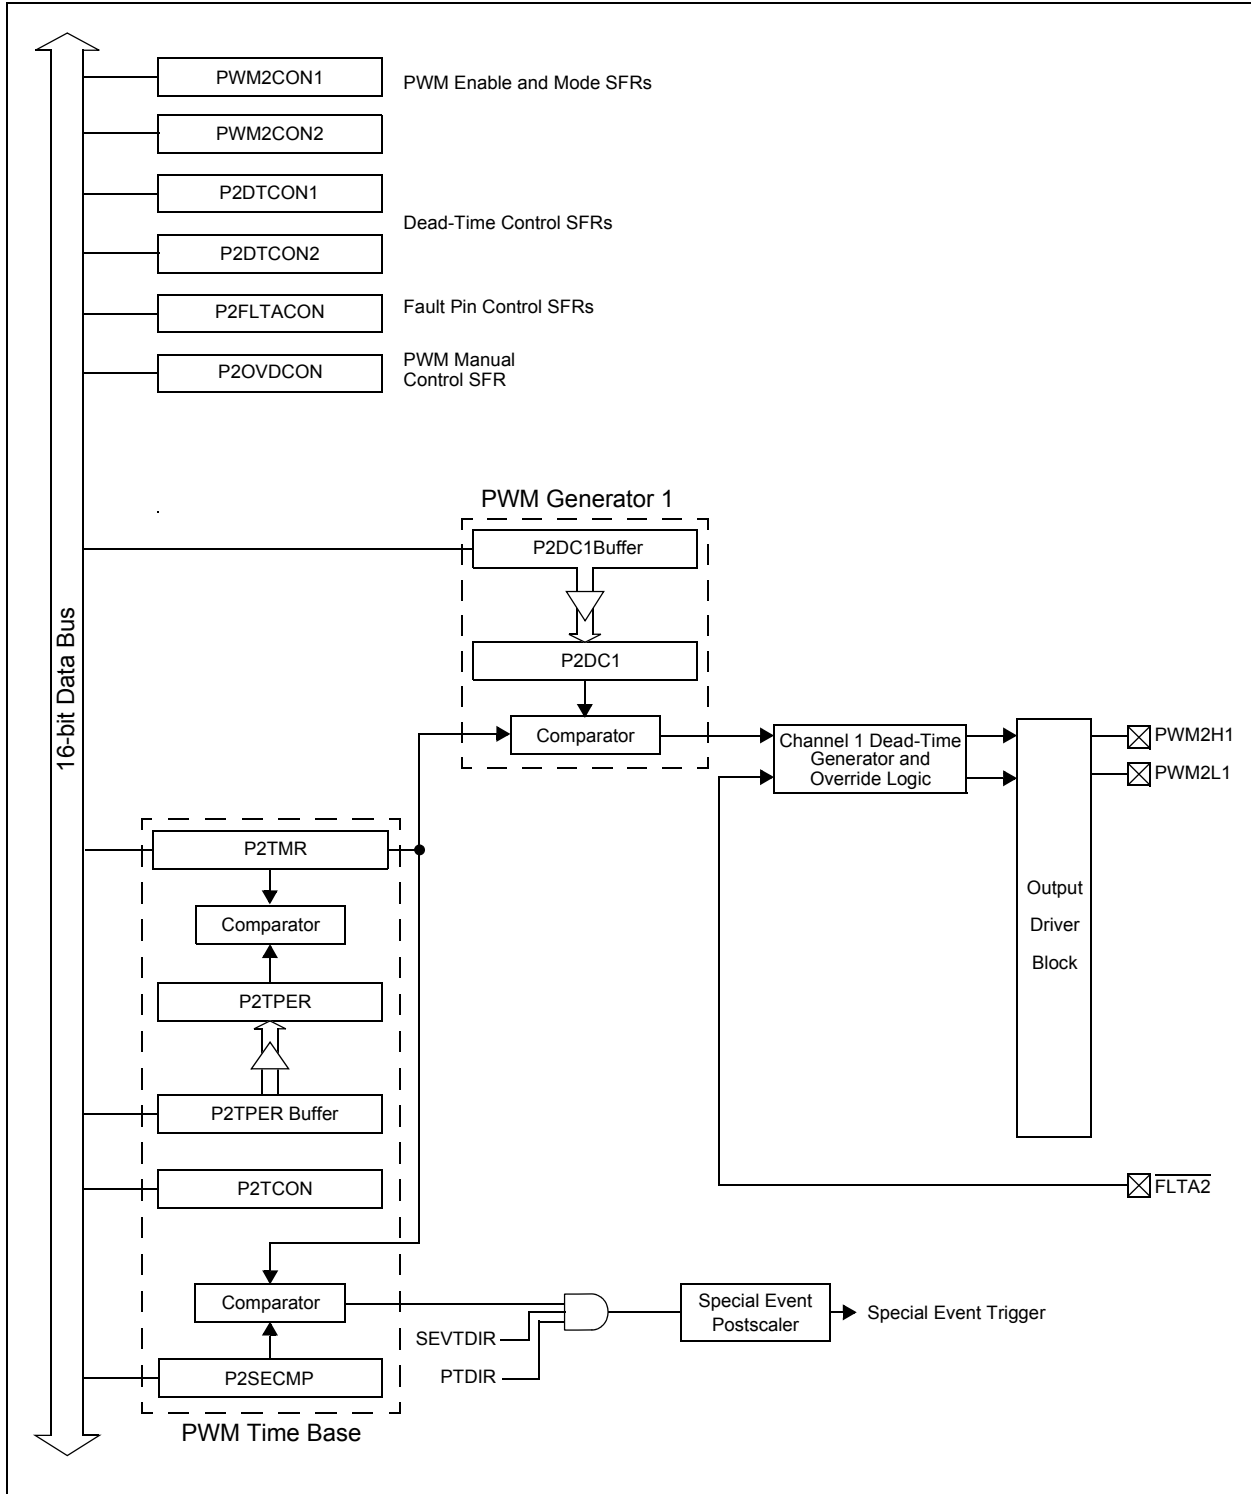 PWM2CON1
PWM Enable and Mode SFRs
PWM2CON2
P2DTCON1
Dead-Time Control SFRs
P2DTCON2
P2FLTACON
Fault Pin Control SFRs
P2OVDCON
PWM Manual
Control SFR
16-bit Data Bus
PWM Generator 1
P2DC1Buffer
P2DC1
Comparator
Channel 1 Dead-Time
Generator and
Override Logic
PWM2H1
PWM2L1
Output
Driver
Block
P2TMR
Comparator
P2TPER
P2TPER Buffer
P2TCON
FLTA2
Comparator
SEVTDIR
PTDIR
Special Event
Postscaler
Special Event Trigger
P2SECMP
PWM Time Base